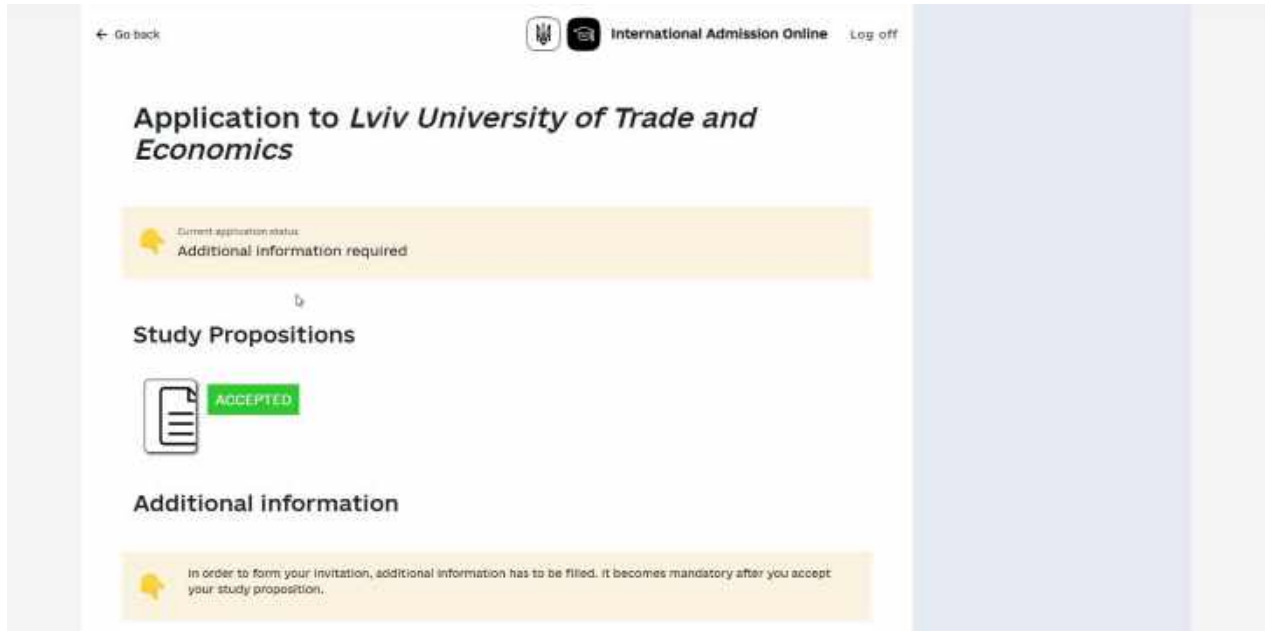 ← Go back
International Admission Online Log off
Application to Lviv University of Trade and
Economics
Current application status
Additional information required
Study Propositions
ACCEPTED
Additional information
In order to form your invitation, additional information has to be filled. It becomes mandatory after you accept
your study proposition.